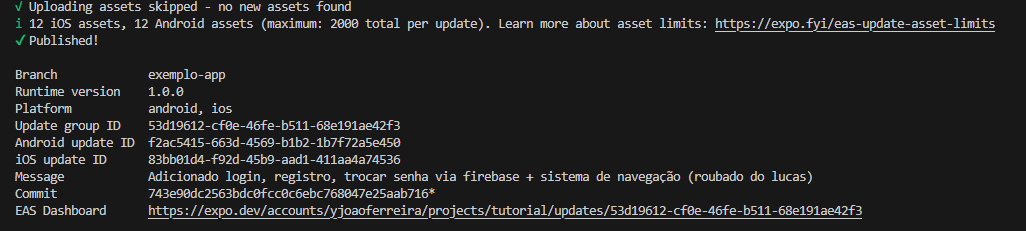 ✓ Uploading assets skipped - no new assets found
i 12 iOS assets, 12 Android assets (maximum: 2000 total per update). Learn more about asset limits: https://expo.fyi/eas-update-asset-limits
✓ Published!
Branch exemplo-app
Runtime version 1.0.0
Platform android, ios
Update group ID 53d19612-cf0e-46fe-b511-68e191ae42f3
Android update ID f2ac5415-663d-4569-b1b2-1b7f72a5e450
iOS update ID 83bb01d4-f92d-45b9-aad1-411aa4a74536
Message Adicionado login, registro, trocar senha via firebase + sistema de navegação (roubado do lucas)
Commit 743e90dc2563bdc0fcc0c6ebc768047e25aab716*
EAS Dashboard https://expo.dev/accounts/yjoaoferreira/projects/tutorial/updates/53d19612-cf0e-46fe-b511-68e191ae42f3